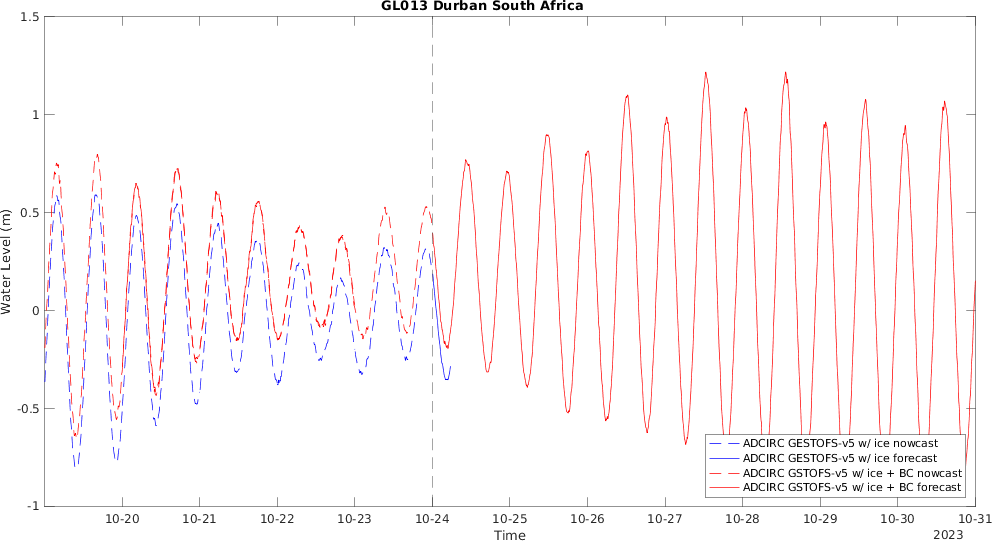 GL013 Durban South Africa
1.5
1
0.5
0
-0.5
-1
Water Level (m)
10-20
10-21
10-22
10-23
10-24
10-25
10-26
10-27
10-28
10-29
10-30
10-31
2023
Time
ADCIRC GESTOFS-v5 w/ ice nowcast
ADCIRC GESTOFS-v5 w/ ice forecast
ADCIRC GSTOFS-v5 w/ ice + BC nowcast
ADCIRC GSTOFS-v5 w/ ice + BC forecast